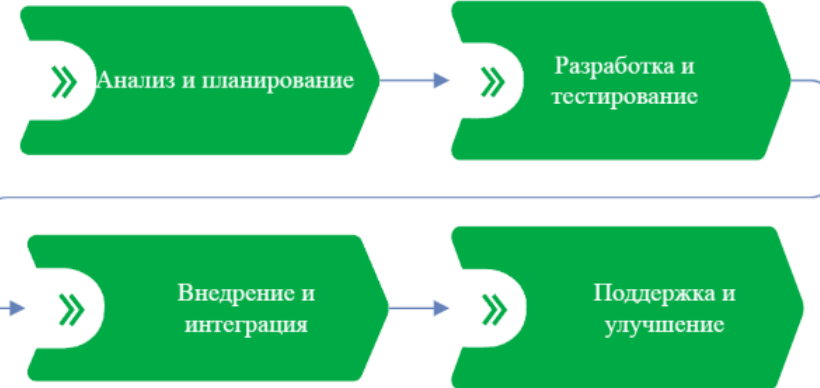 Анализ и планирование
Разработка и
тестирование
Внедрение и
интеграция
Поддержка и
улучшение